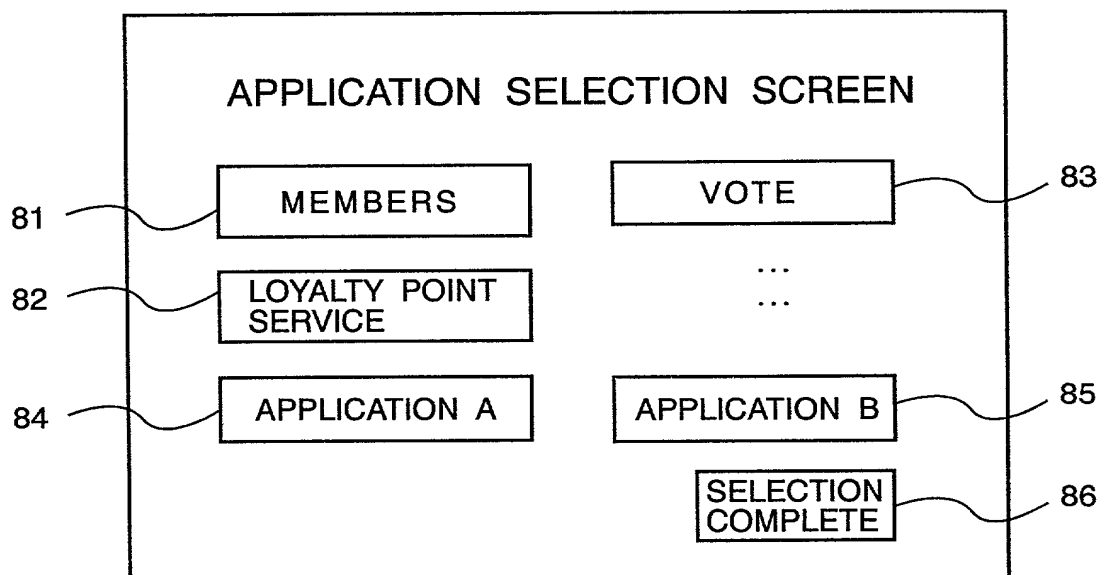 APPLICATION SELECTION SCREEN
81
MEMBERS
VOTE
83
82
LOYALTY POINT
SERVICE
...
...
84
APPLICATION A
APPLICATION B
85
SELECTION
COMPLETE
86